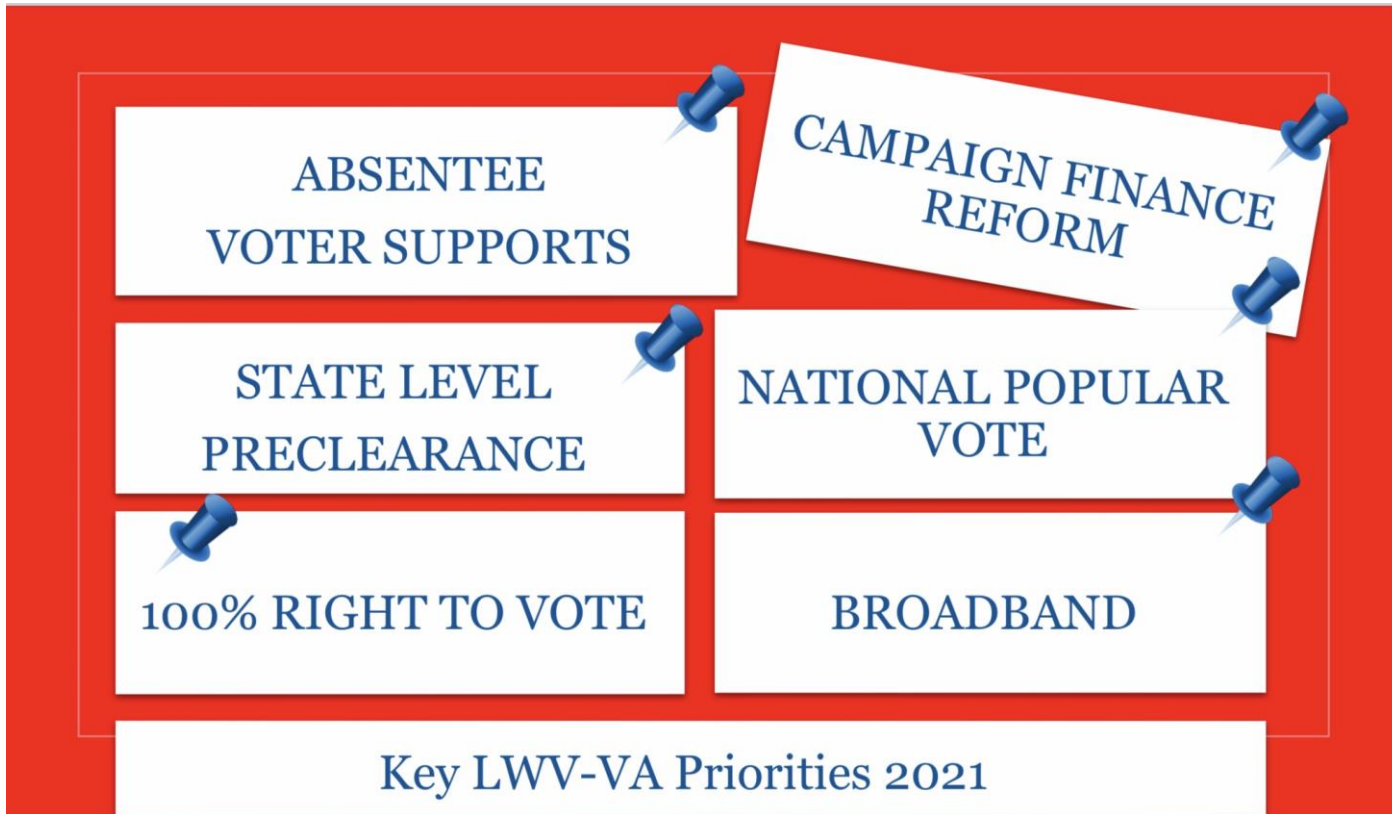 ABSENTEE
VOTER SUPPORTS
CAMPAIGN FINANCE
REFORM
STATE LEVEL
PRECLEARANCE
NATIONAL POPULAR
VOTE
100% RIGHT TO VOTE
BROADBAND
Key LWV-VA Priorities 2021